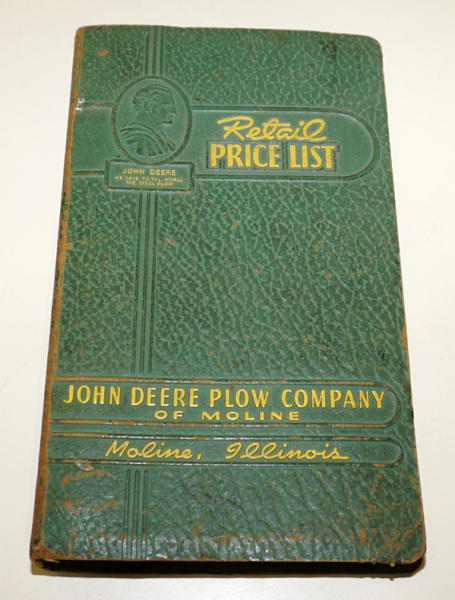 Retail
PRICE LIST
JOHN DEERE
HE GAVE TO THE WORLD
THE STEEL PLOW
JOHN DEERE PLOW COMPANY
OF MOLINE
Moline, Illinois